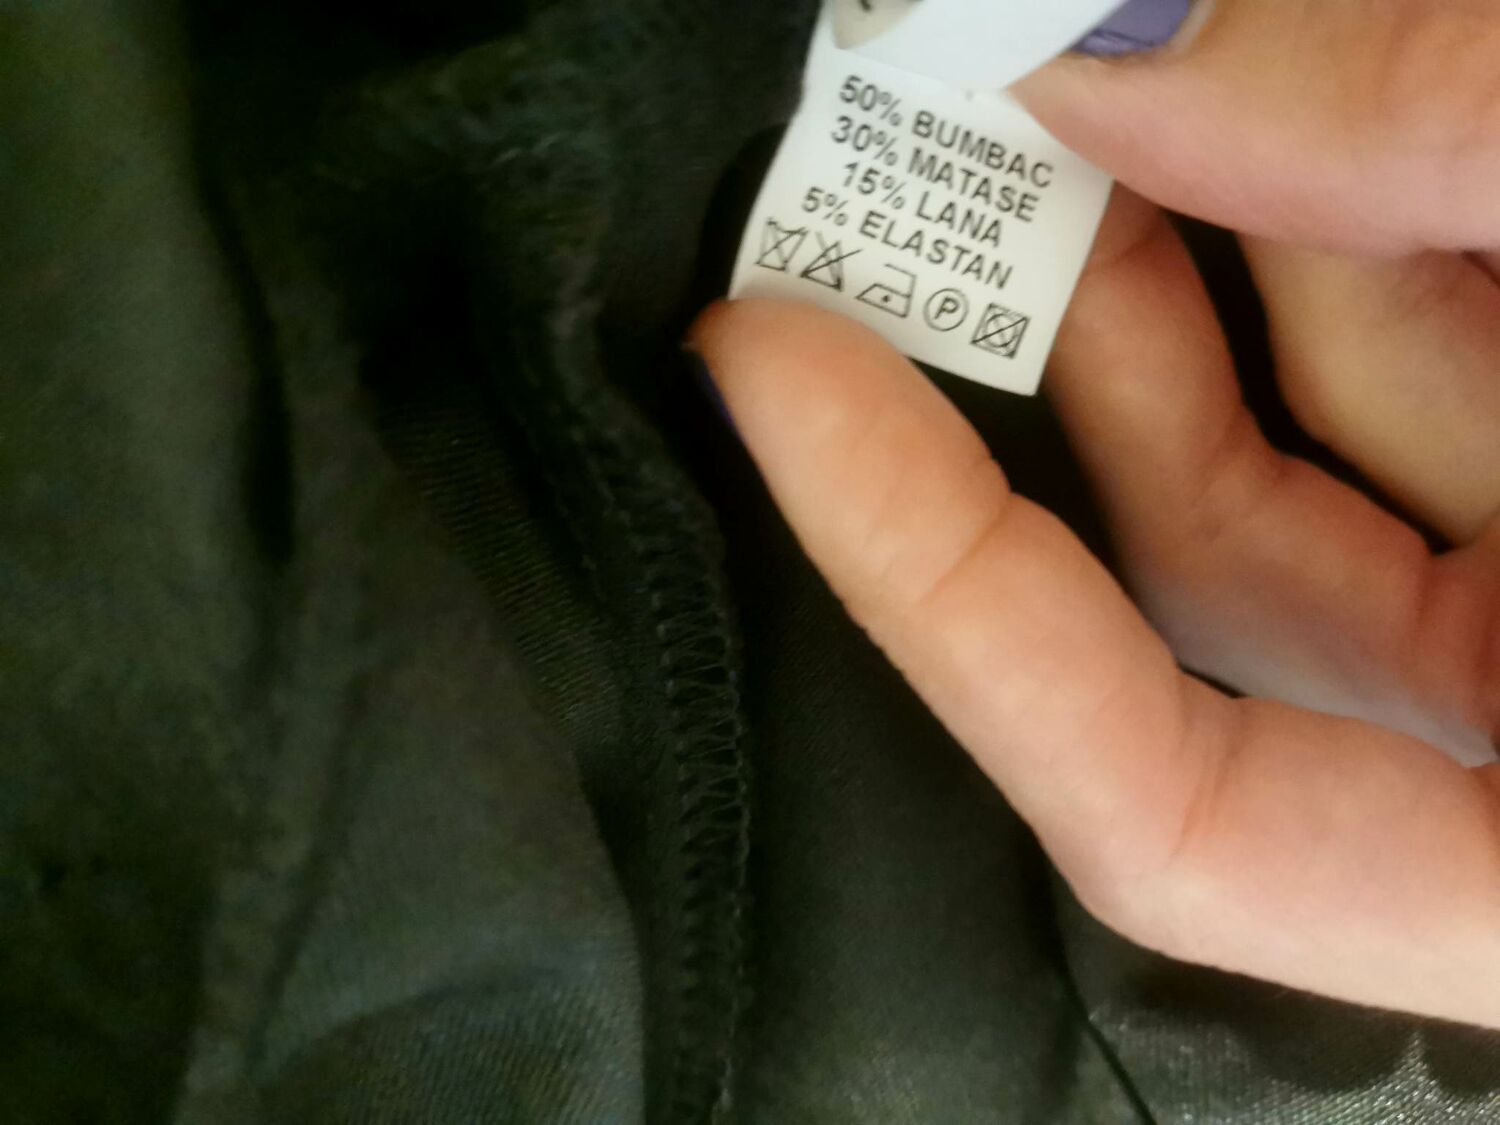 50% BUMBAC
30% MATASE
15% LANA
5% ELASTAN
P